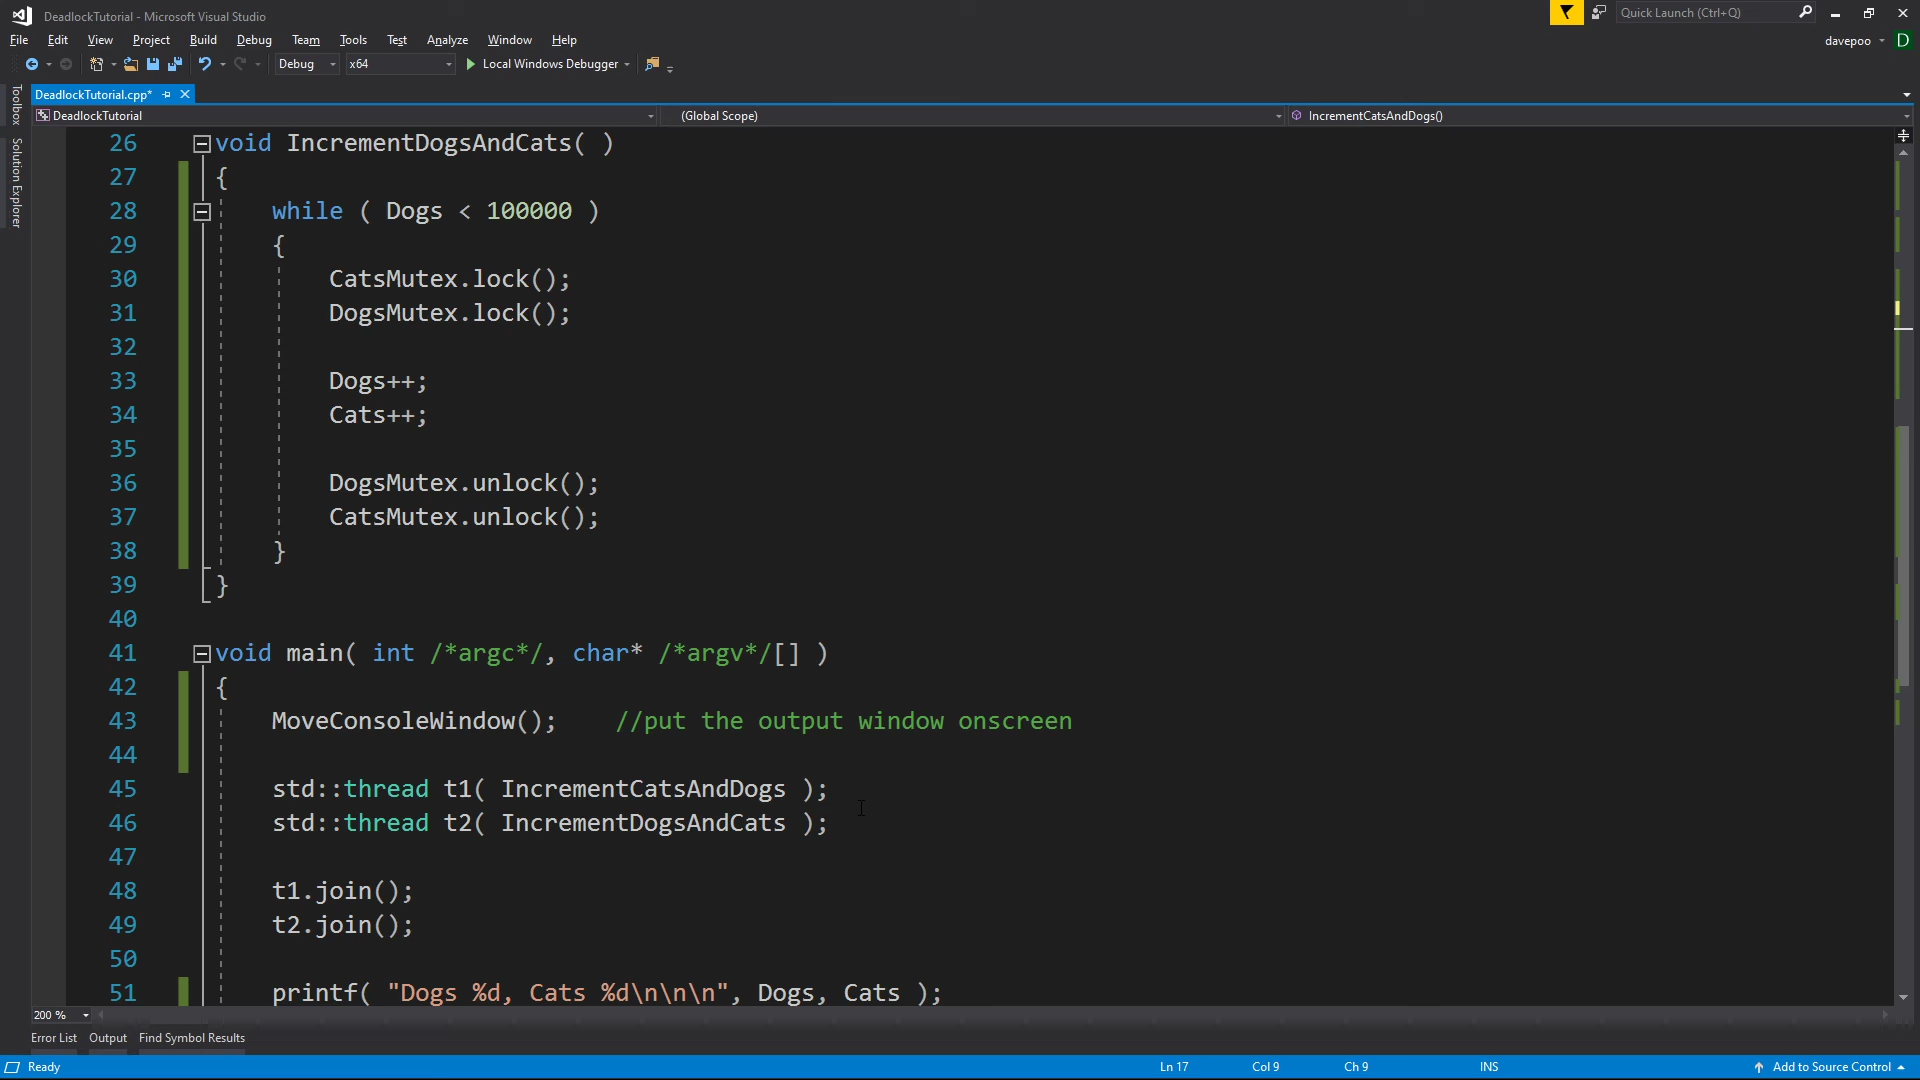 DeadlockTutorial - Microsoft Visual Studio
Quick Launch (Ctrl+Q)
File Edit View Project Build Debug Team Tools Test Analyze Window Help
davepoo D
Debug x64 Local Windows Debugger
Toolbox
Solution Explorer
DeadlockTutorial.cpp*
DeadlockTutorial (Global Scope) IncrementCatsAndDogs()
26 void IncrementDogsAndCats( )
27 {
28 while ( Dogs < 100000 )
29 {
30 CatsMutex.lock();
31 DogsMutex.lock();
32
33 Dogs++;
34 Cats++;
35
36 DogsMutex.unlock();
37 CatsMutex.unlock();
38 }
39 }
40
41 void main( int /*argc*/, char* /*argv*/[] )
42 {
43 MoveConsoleWindow(); //put the output window onscreen
44
45 std::thread t1( IncrementCatsAndDogs );
46 std::thread t2( IncrementDogsAndCats );
47
48 t1.join();
49 t2.join();
50
51 printf( "Dogs %d, Cats %d\n\n\n", Dogs, Cats );
200 %
Error List Output Find Symbol Results
Ready Ln 17 Col 9 Ch 9 INS Add to Source Control